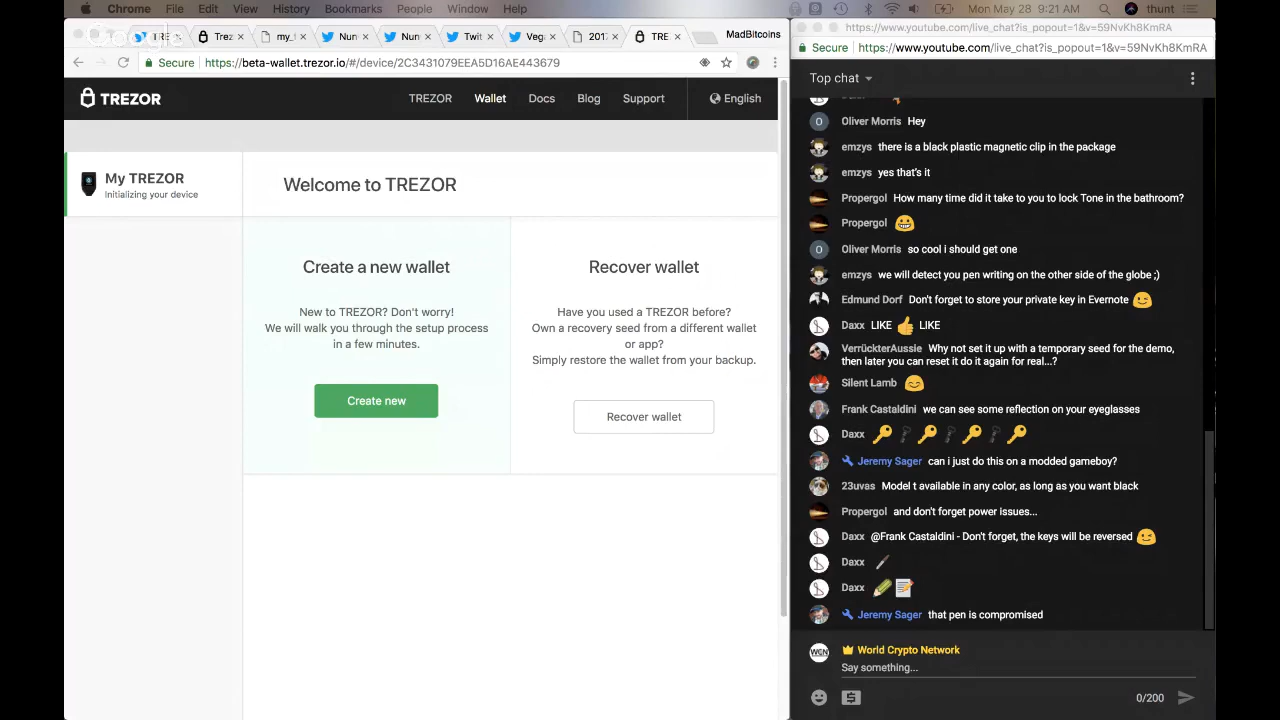 Chrome File Edit View History Bookmarks People Window Help
Mon May 28 9:21 AM thunt
Google
TRE
Trez
my_
Nun
Nun
Twit
Vega
201
TRE
MadBitcoins
Secure https://beta-wallet.trezor.io/#/device/2C3431079EEA5D16AE443679
TREZOR
TREZOR Wallet Docs Blog Support English
My TREZOR
Initializing your device
Welcome to TREZOR
Create a new wallet
New to TREZOR? Don't worry!
We will walk you through the setup process
in a few minutes.
Create new
Recover wallet
Have you used a TREZOR before?
Own a recovery seed from a different wallet
or app?
Simply restore the wallet from your backup.
Recover wallet
https://www.youtube.com/live_chat?is_popout=1&v=59NvKh8KmRA
Secure https://www.youtube.com/live_chat?is_popout=1&v=59NvKh8KmRA
Top chat
Oliver Morris Hey
emzys there is a black plastic magnetic clip in the package
emzys yes that's it
Propergol How many time did it take to you to lock Tone in the bathroom?
Propergol 😀
Oliver Morris so cool i should get one
emzys we will detect you pen writing on the other side of the globe ;)
Edmund Dorf Don't forget to store your private key in Evernote 😉
Daxx LIKE 👍 LIKE
VerrückterAussie Why not set it up with a temporary seed for the demo,
then later you can reset it do it again for real...?
Silent Lamb 😊
Frank Castaldini we can see some reflection on your eyeglasses
Daxx 🔑 🗝 🔑 🗝 🔑 🗝 🔑
Jeremy Sager can i just do this on a modded gameboy?
23uvas Model t available in any color, as long as you want black
Propergol and don't forget power issues...
Daxx @Frank Castaldini - Don't forget, the keys will be reversed 😉
Daxx
Daxx
Jeremy Sager that pen is compromised
WCN World Crypto Network
Say something...
0/200